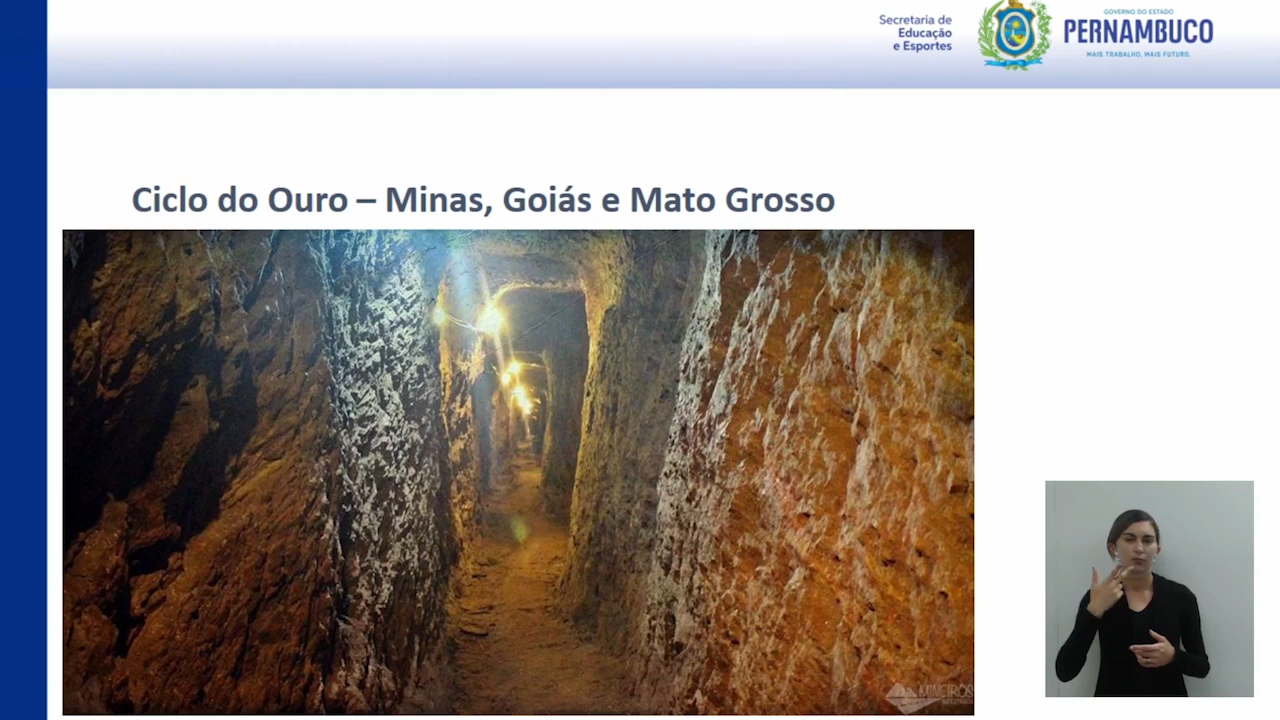 Secretaria de
Educação
e Esportes
GOVERNO DO ESTADO
PERNAMBUCO
MAIS TRABALHO, MAIS FUTURO.
Ciclo do Ouro – Minas, Goiás e Mato Grosso
MINEIROS